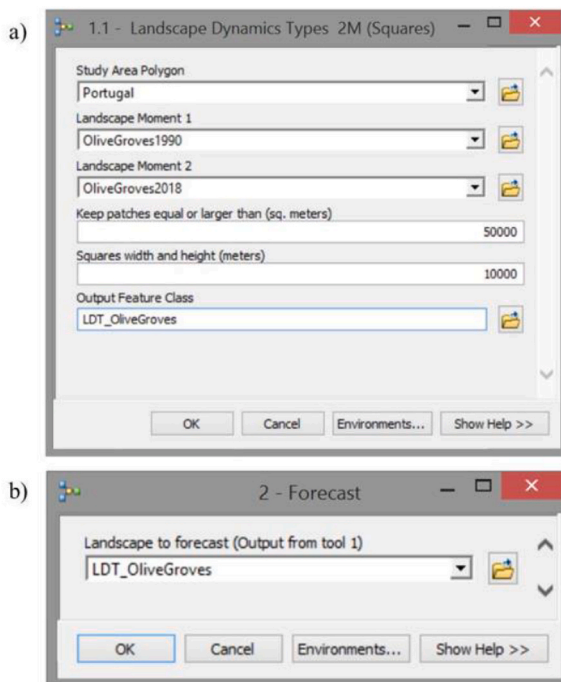 a)
1.1 - Landscape Dynamics Types 2M (Squares)
Study Area Polygon
Portugal
Landscape Moment 1
OliveGroves1990
Landscape Moment 2
OliveGroves2018
Keep patches equal or larger than (sq. meters)
50000
Squares width and height (meters)
10000
Output Feature Class
LDT_OliveGroves
OK Cancel Environments... Show Help >>
b)
2 - Forecast
Landscape to forecast (Output from tool 1)
LDT_OliveGroves
OK Cancel Environments... Show Help >>